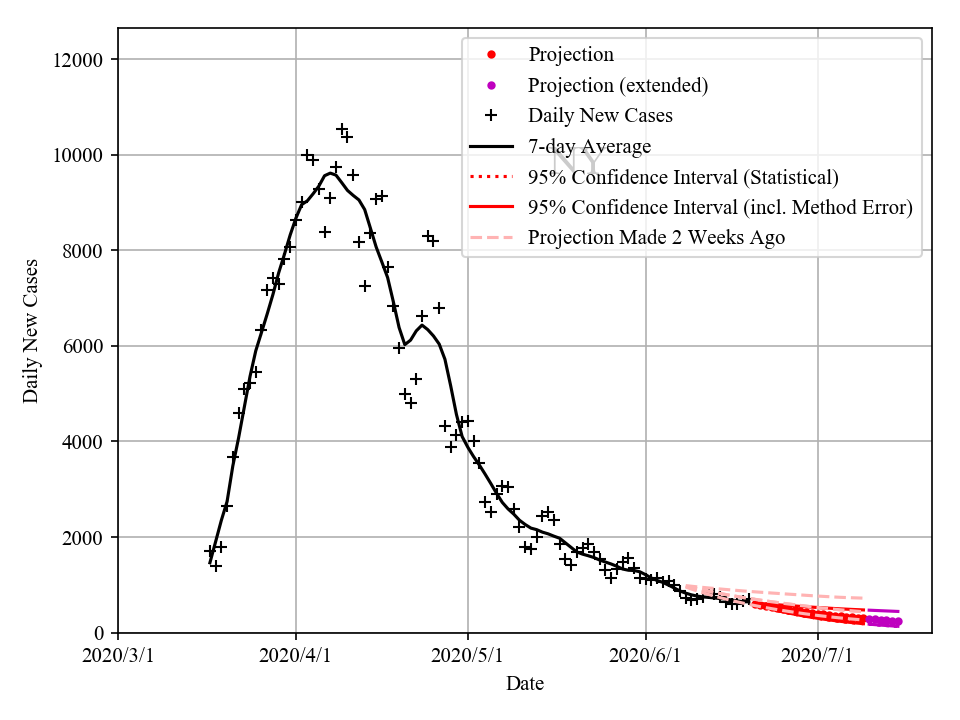 12000
10000
8000
6000
4000
2000
0
Daily New Cases
2020/3/1
2020/4/1
2020/5/1
2020/6/1
2020/7/1
Date
NY
Projection
Projection (extended)
Daily New Cases
7-day Average
95% Confidence Interval (Statistical)
95% Confidence Interval (incl. Method Error)
Projection Made 2 Weeks Ago